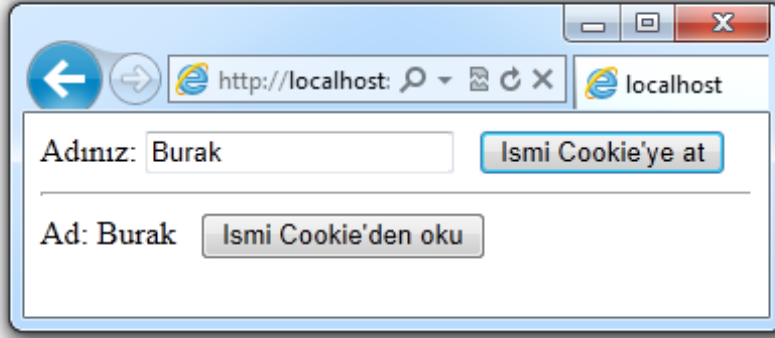 http://localhost: localhost
Adınız: Burak Ismi Cookie'ye at
Ad: Burak Ismi Cookie'den oku